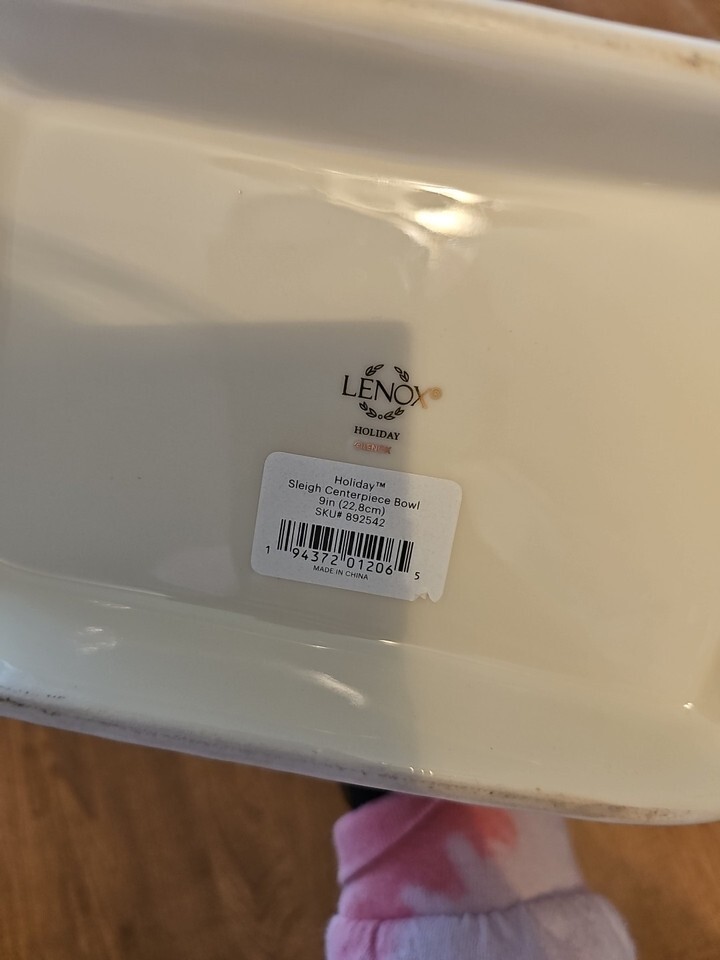 LENOX®
HOLIDAY
Holiday™
Sleigh Centerpiece Bowl
9in (22,8cm)
SKU# 892542
1 94372 01206 5
MADE IN CHINA